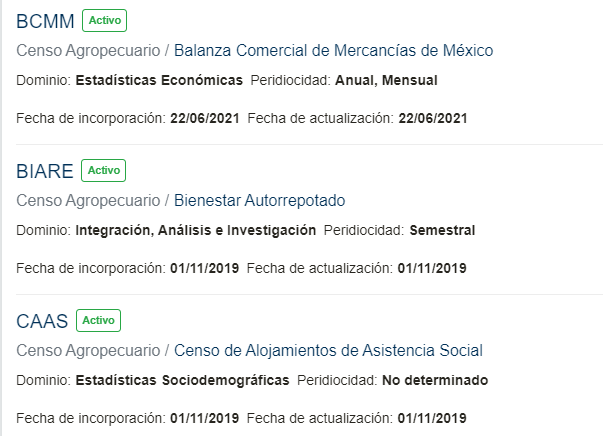 BCMM Activo
Censo Agropecuario / Balanza Comercial de Mercancías de México
Dominio: Estadísticas Económicas Peridiocidad: Anual, Mensual
Fecha de incorporación: 22/06/2021 Fecha de actualización: 22/06/2021
BIARE Activo
Censo Agropecuario / Bienestar Autorrepotado
Dominio: Integración, Análisis e Investigación Peridiocidad: Semestral
Fecha de incorporación: 01/11/2019 Fecha de actualización: 01/11/2019
CAAS Activo
Censo Agropecuario / Censo de Alojamientos de Asistencia Social
Dominio: Estadísticas Sociodemográficas Peridiocidad: No determinado
Fecha de incorporación: 01/11/2019 Fecha de actualización: 01/11/2019